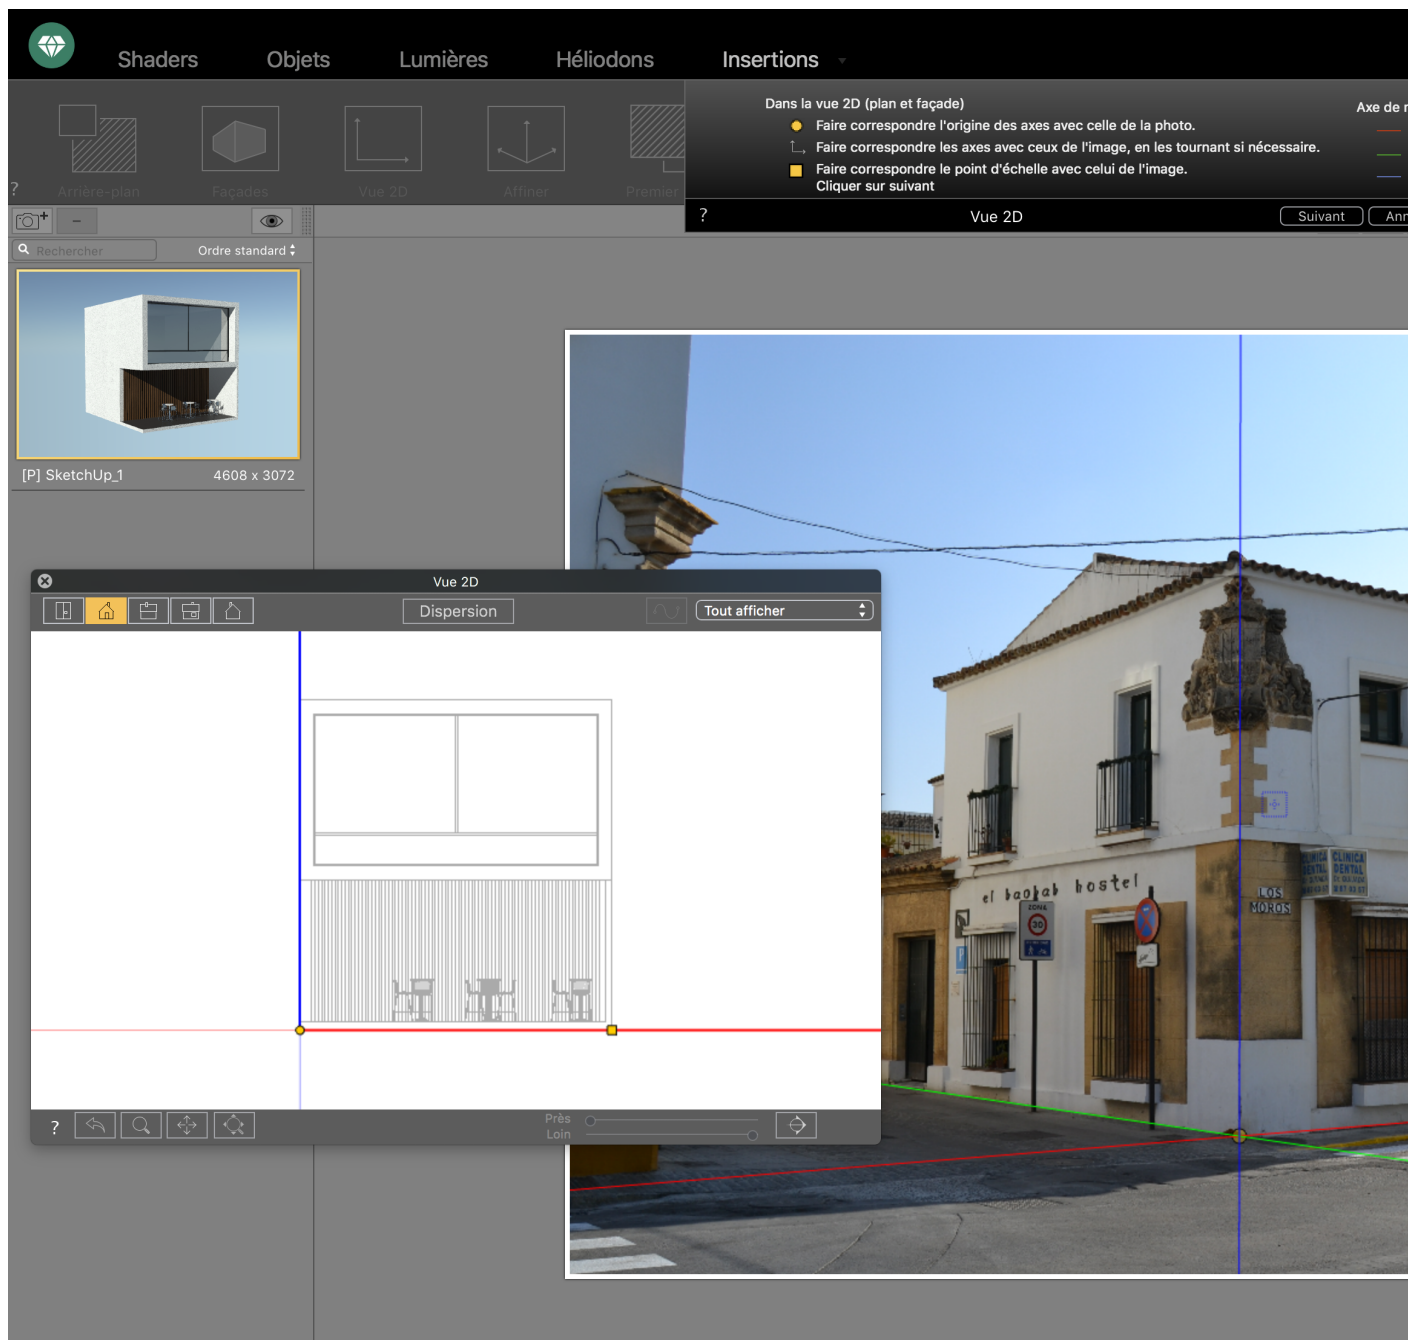 Shaders Objets Lumières Héliodons Insertions
Dans la vue 2D (plan et façade)
Faire correspondre l'origine des axes avec celle de la photo.
Faire correspondre les axes avec ceux de l'image, en les tournant si nécessaire.
Faire correspondre le point d'échelle avec celui de l'image.
Cliquer sur suivant
Axe de r
? Arrière-plan Façades Vue 2D Affiner Premier
? Vue 2D Suivant Ann
Rechercher Ordre standard
[P] SketchUp_1 4608 x 3072
Vue 2D
Dispersion Tout afficher
? Près
Loin
el baobab hostel
ZONA
30
P
CLINICA
DENTAL
CLINICA
DENTAL
LOS
MOROS